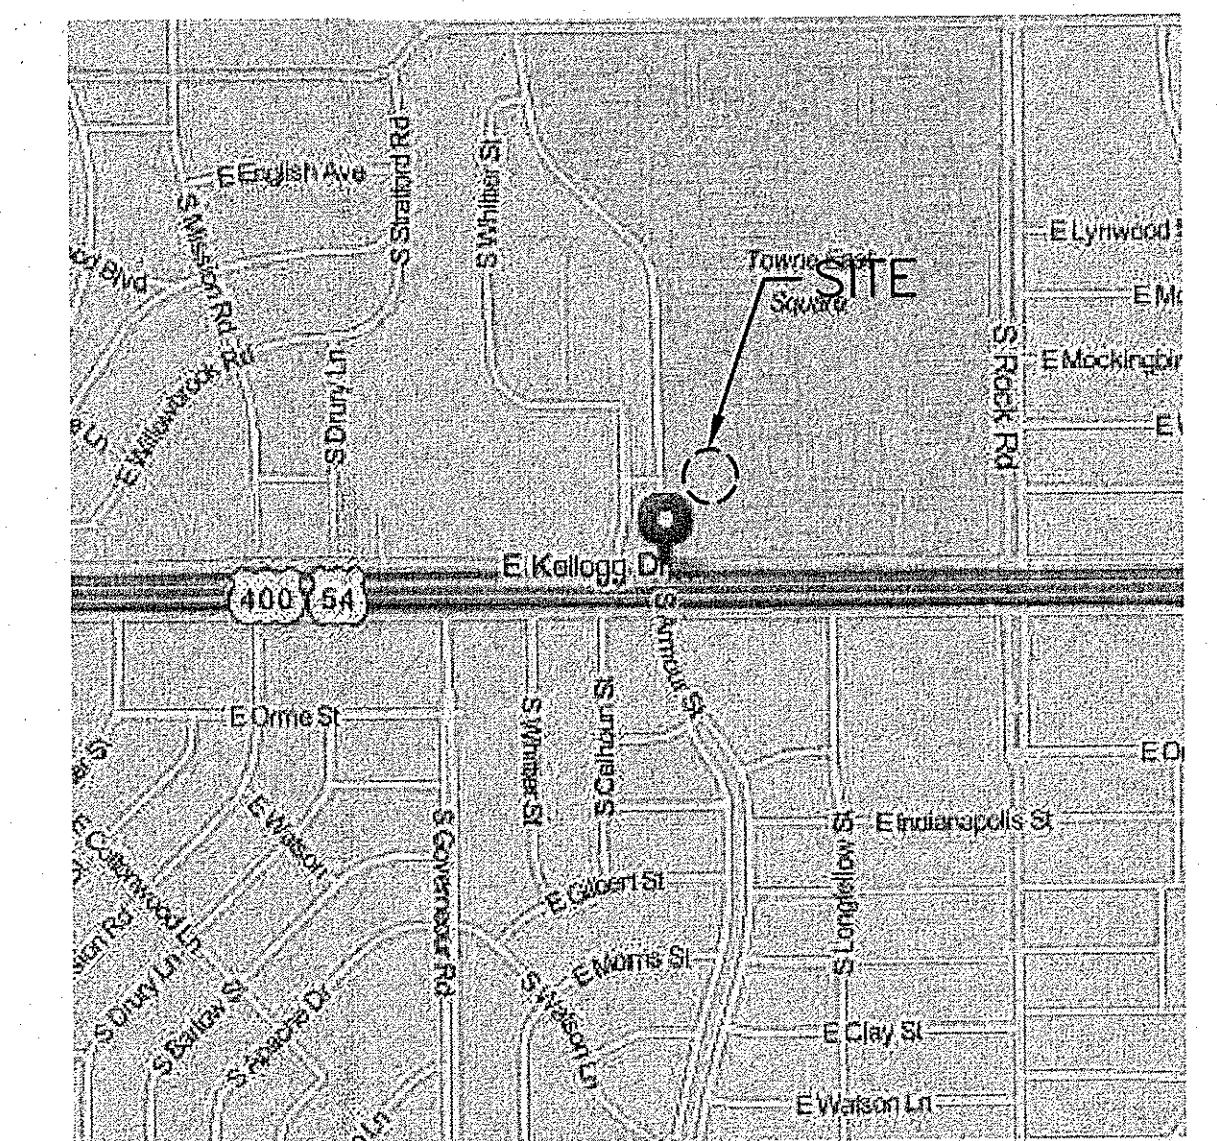 E English Ave
S Stratford Rd
S Whittier St
S Mission Rd
E Lynwood
Towne East
SITE
Square
S Rock Rd
E Mockingbir
E Willowbrook Rd
S Drury Ln
E Kellogg Dr
400
54
S Armour St
E Orme St
S Whittier St
S Calhoun St
E Watson
S Governeour Rd
E Indianapolis St
E Cottonwood Ln
E Gilbert St
S Longfellow St
E Morris St
S Drury Ln
S Barlow St
S Apache Dr
S Watson Ln
E Clay St
E Watson Ln